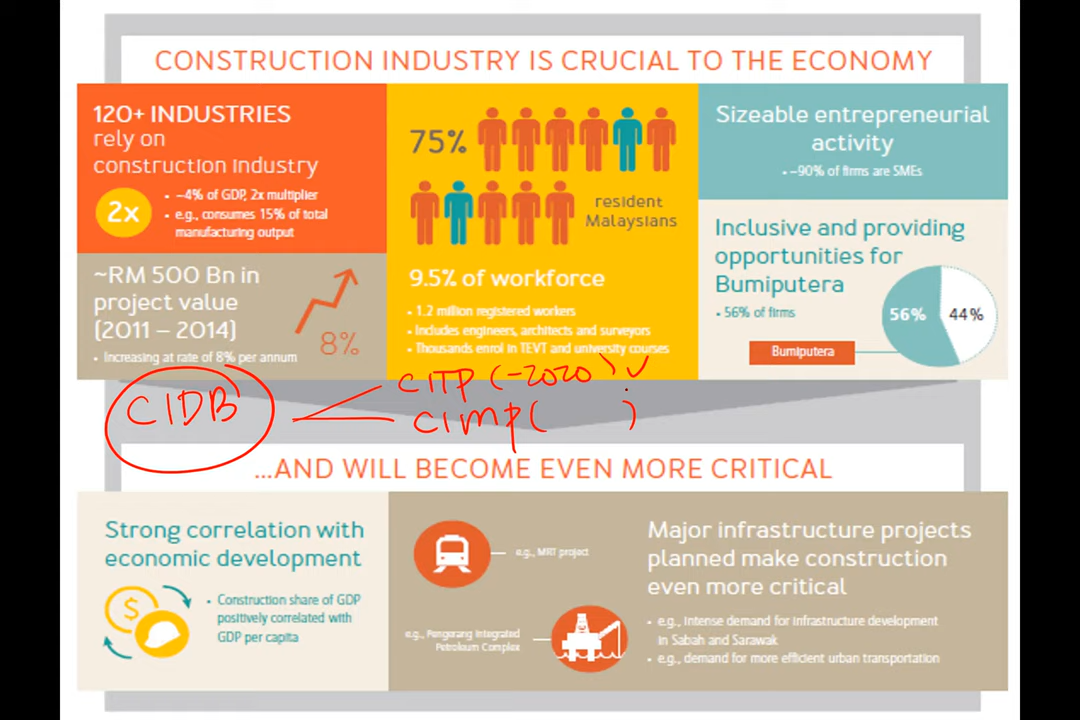 CONSTRUCTION INDUSTRY IS CRUCIAL TO THE ECONOMY
120+ INDUSTRIES
rely on
construction industry
2x
• ~4% of GDP, 2x multiplier
• e.g., consumes 15% of total
manufacturing output
~RM 500 Bn in
project value
(2011 – 2014)
8%
• Increasing at rate of 8% per annum
75%
resident
Malaysians
9.5% of workforce
• 1.2 million registered workers
• Includes engineers, architects and surveyors
• Thousands enrol in TEVT and university courses
Sizeable entrepreneurial
activity
• ~90% of firms are SMEs
Inclusive and providing
opportunities for
Bumiputera
• 56% of firms
56%
44%
Bumiputera
CIDB
CITP (-2020) ✓
CIMP ( )
...AND WILL BECOME EVEN MORE CRITICAL
Strong correlation with
economic development
$
• Construction share of GDP
positively correlated with
GDP per capita
e.g., MRT project
e.g., Pengerang Integrated
Petroleum Complex
Major infrastructure projects
planned make construction
even more critical
• e.g., intense demand for infrastructure development
in Sabah and Sarawak
• e.g., demand for more efficient urban transportation